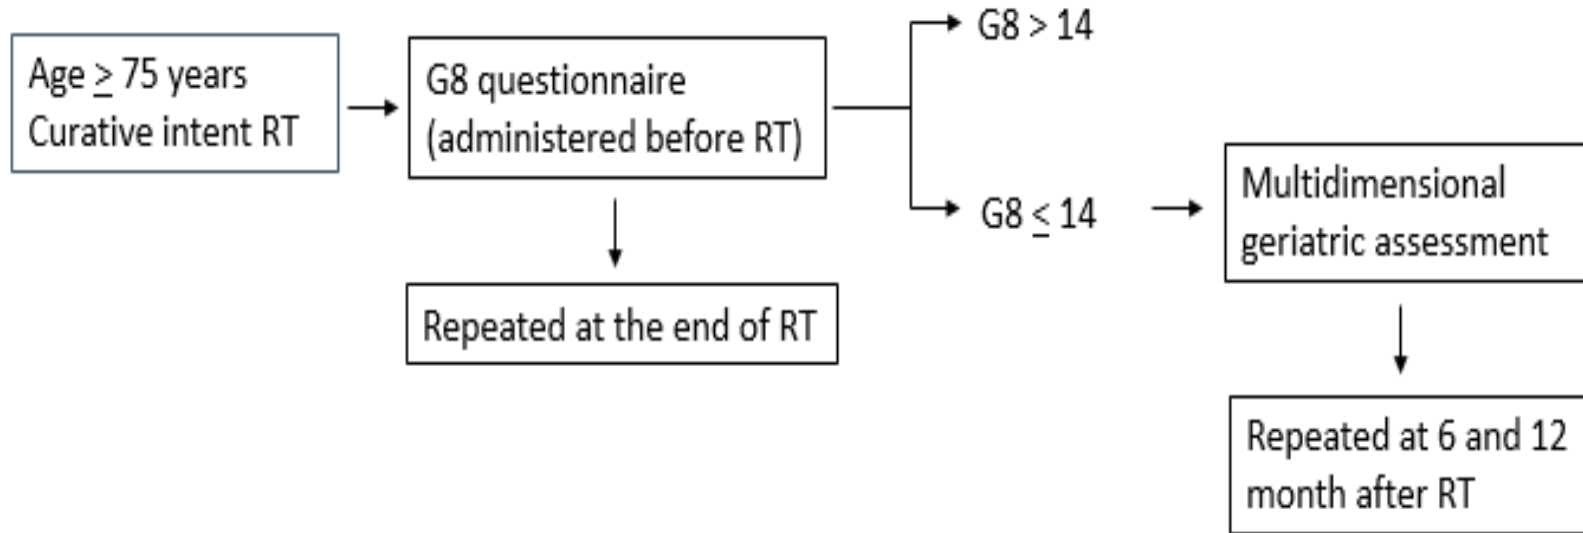 Age ≥ 75 years
Curative intent RT
G8 questionnaire
(administered before RT)
Repeated at the end of RT
G8 > 14
G8 ≤ 14
Multidimensional
geriatric assessment
Repeated at 6 and 12
month after RT